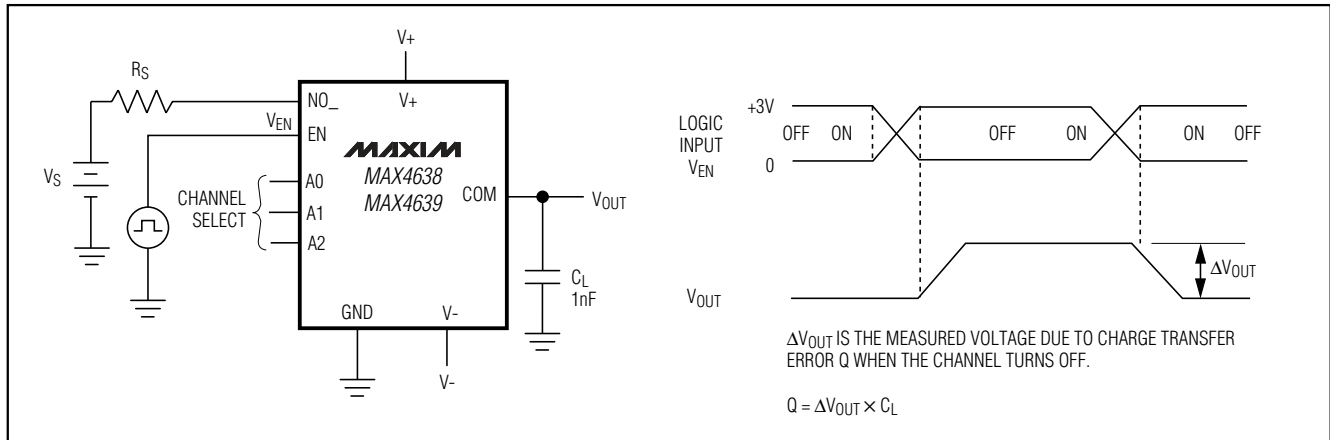 V+
R_S
NO_
V+
V_EN
EN
MAXIM
MAX4638
MAX4639
V_S
A0
CHANNEL
SELECT
A1
A2
COM
V_OUT
C_L
1nF
GND
V-
V-
+3V
LOGIC
INPUT
V_EN
0
OFF ON OFF ON ON OFF
V_OUT
ΔV_OUT
ΔV_OUT IS THE MEASURED VOLTAGE DUE TO CHARGE TRANSFER
ERROR Q WHEN THE CHANNEL TURNS OFF.
Q = ΔV_OUT × C_L